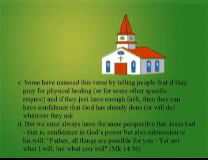 c. Some have misused this verse by telling people that if they
pray for physical healing (or for some other specific
request) and if they just have enough faith, then they can
have confidence that God has already done (or will do)
whatever they ask
d. But we must always have the same perspective that Jesus had
- that is, confidence in God's power but also submission to
his will: "Father, all things are possible for you - Yet not
what I will, but what you will" (Mk 14:36)